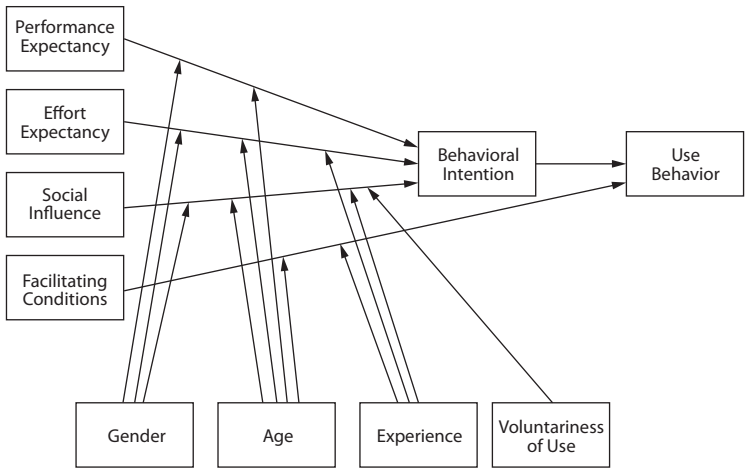 Performance
Expectancy
Effort
Expectancy
Social
Influence
Facilitating
Conditions
Behavioral
Intention
Use
Behavior
Gender
Age
Experience
Voluntariness
of Use